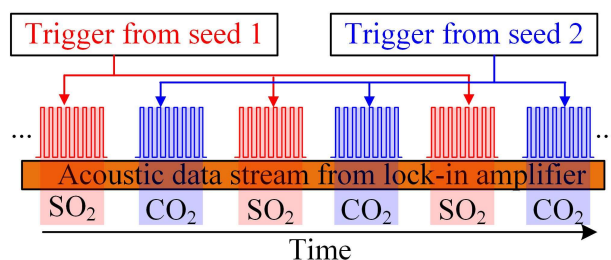 Trigger from seed 1 Trigger from seed 2
... ..
Acoustic data stream from lock-in amplifier
SO₂ CO₂ SO₂ CO₂ SO₂ CO₂
Time